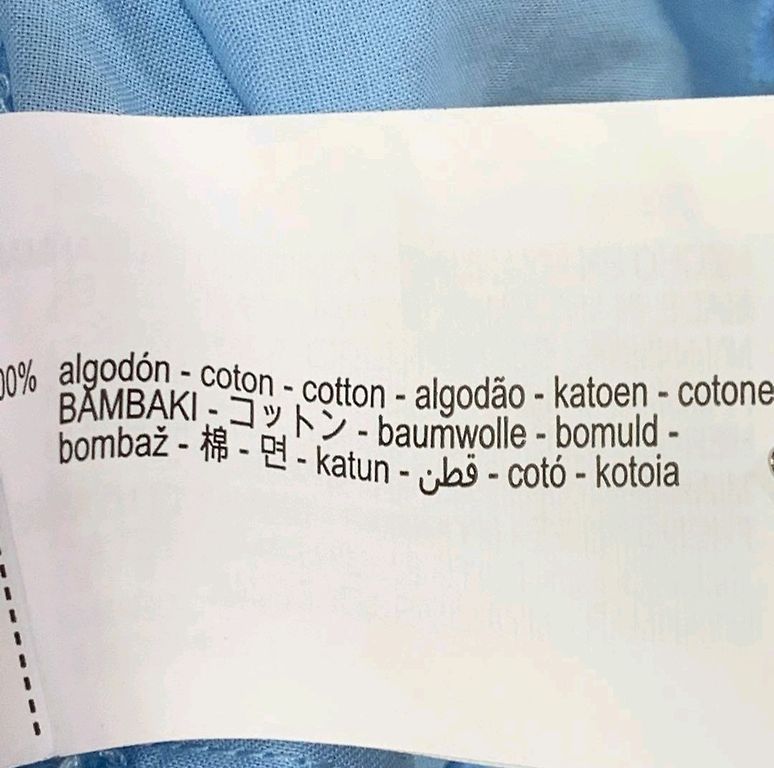 00% algodón - coton - cotton - algodão - katoen - cotone
BAMBAKI - コットン - baumwolle - bomuld -
bombaž - 棉 - 면 - katun - قطن - cotó - kotoia